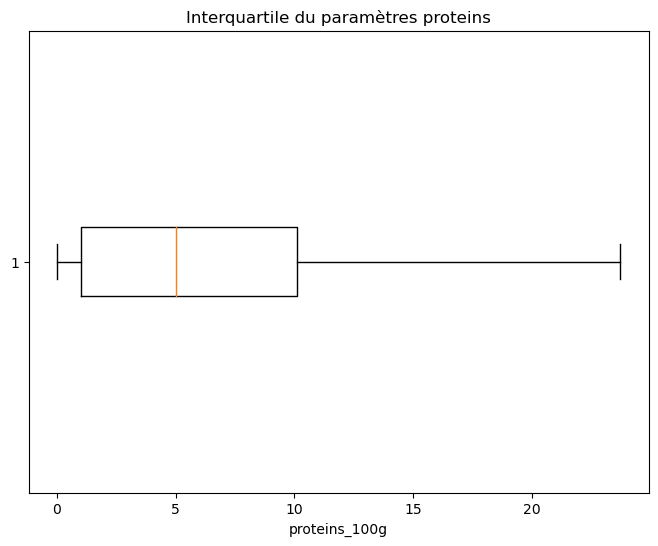 Interquartile du paramètres proteins
1
0 5 10 15 20
proteins_100g